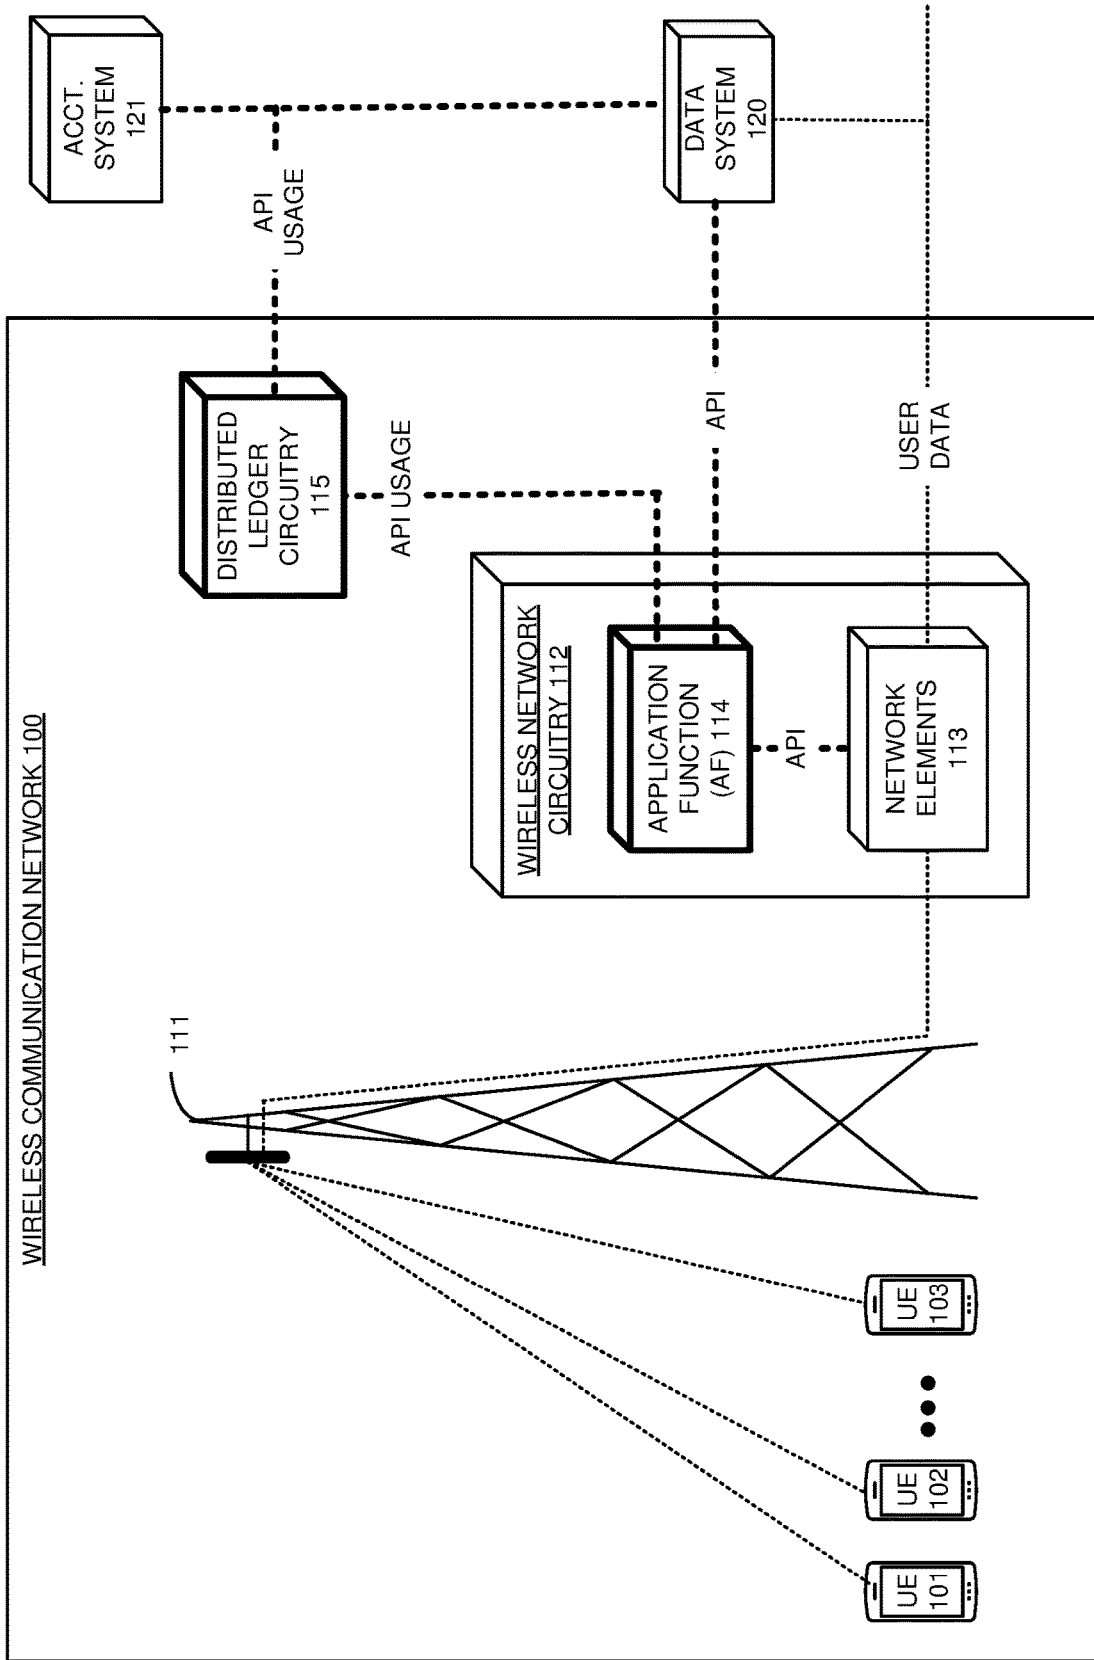 WIRELESS COMMUNICATION NETWORK 100
111
UE
101
UE
102
UE
103
WIRELESS NETWORK
CIRCUITRY 112
APPLICATION
FUNCTION
(AF) 114
API
NETWORK
ELEMENTS
113
DISTRIBUTED
LEDGER
CIRCUITRY
115
API USAGE
API
USER
DATA
API
USAGE
ACCT.
SYSTEM
121
DATA
SYSTEM
120